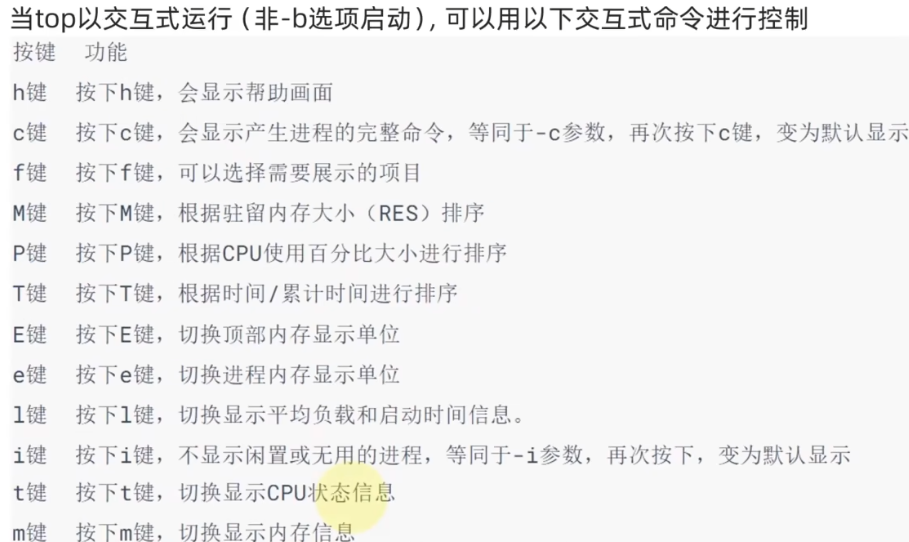 当top以交互式运行（非-b选项启动）, 可以用以下交互式命令进行控制
按键 功能
h键 按下h键，会显示帮助画面
c键 按下c键，会显示产生进程的完整命令，等同于-c参数，再次按下c键，变为默认显示
f键 按下f键，可以选择需要展示的项目
M键 按下M键，根据驻留内存大小（RES）排序
P键 按下P键，根据CPU使用百分比大小进行排序
T键 按下T键，根据时间/累计时间进行排序
E键 按下E键，切换顶部内存显示单位
e键 按下e键，切换进程内存显示单位
l键 按下l键，切换显示平均负载和启动时间信息。
i键 按下i键，不显示闲置或无用的进程，等同于-i参数，再次按下，变为默认显示
t键 按下t键，切换显示CPU状态信息
m键 按下m键，切换显示内存信息